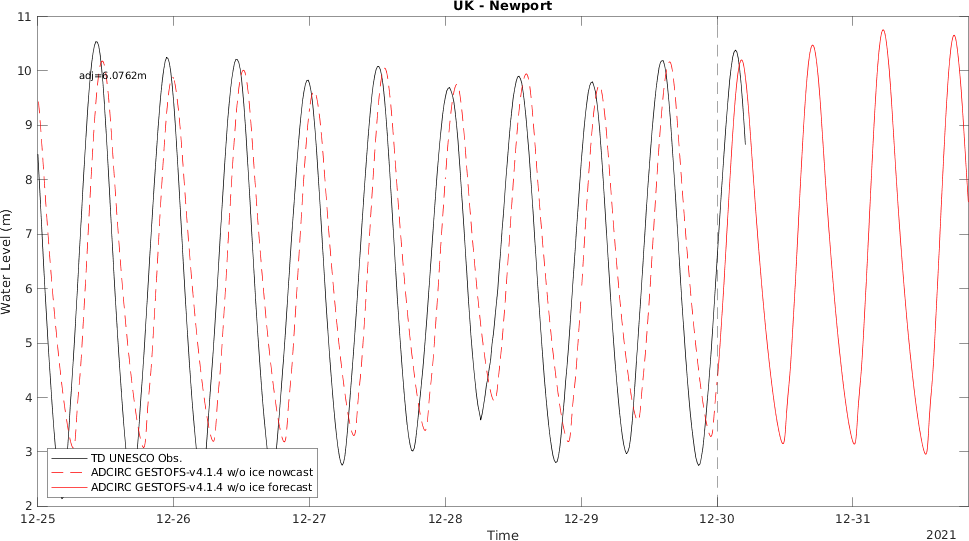 UK - Newport
11
10
9
8
7
6
5
4
3
2
Water Level (m)
adj=6.0762m
TD UNESCO Obs.
ADCIRC GESTOFS-v4.1.4 w/o ice nowcast
ADCIRC GESTOFS-v4.1.4 w/o ice forecast
12-25 12-26 12-27 12-28 12-29 12-30 12-31
Time
2021